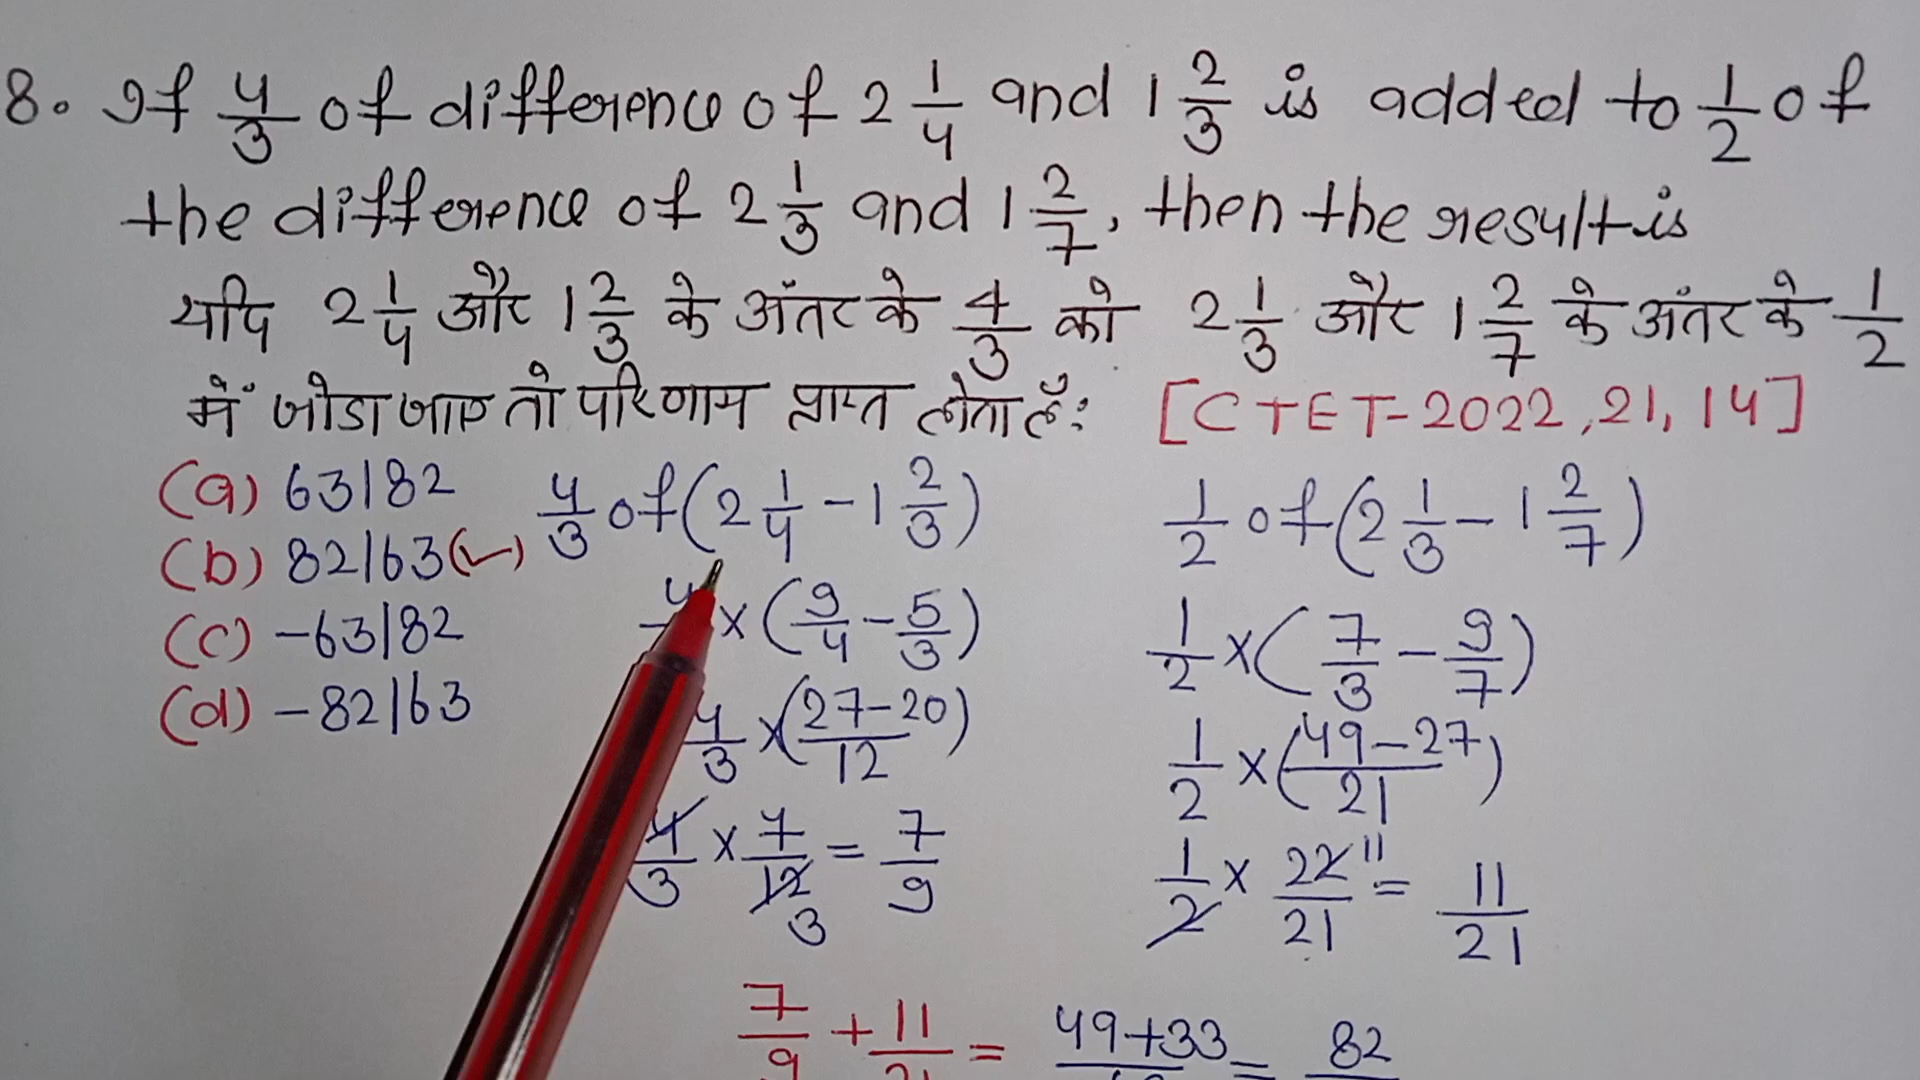 8. If 4/3 of difference of 2 1/4 and 1 2/3 is added to 1/2 of
the difference of 2 1/3 and 1 2/7, then the result is
यदि 2 1/4 और 1 2/3 के अंतर के 4/3 को 2 1/3 और 1 2/7 के अंतर के 1/2
में जोडा जाए तो परिणाम प्राप्त होता है: [CTET-2022,21,14]
(a) 63/82
(b) 82/63 (✓)
(c) -63/82
(d) -82/63
4/3 of (2 1/4 - 1 2/3)
4 × (9/4 - 5/3)
4/3 × (27-20)/12
4/3 × 7/12 3 = 7/9
1/2 of (2 1/3 - 1 2/7)
1/2 × (7/3 - 9/7)
1/2 × (49-27/21)
1/2 × 22/21 11 = 11/21
7/9 + 11/21 = 49+33 = 82